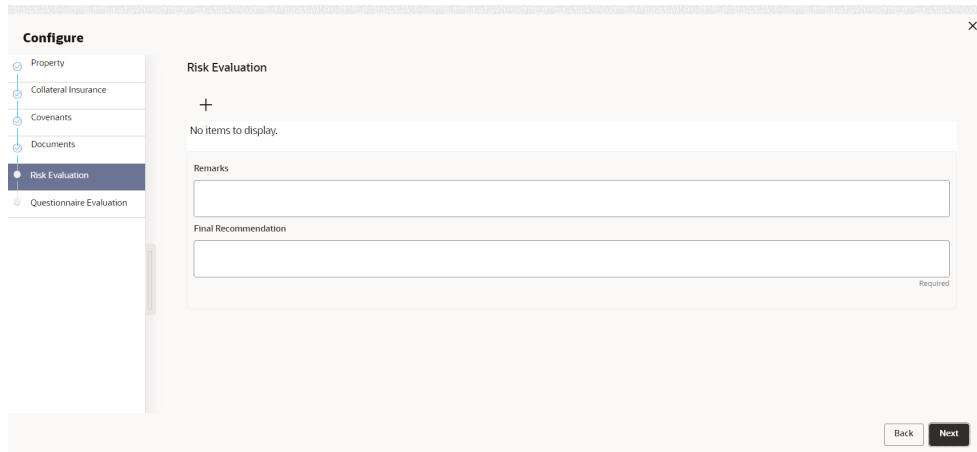 Configure
Property
Collateral Insurance
Covenants
Documents
Risk Evaluation
Questionnaire Evaluation
Risk Evaluation
No items to display.
Remarks
Final Recommendation
Required
Back
Next